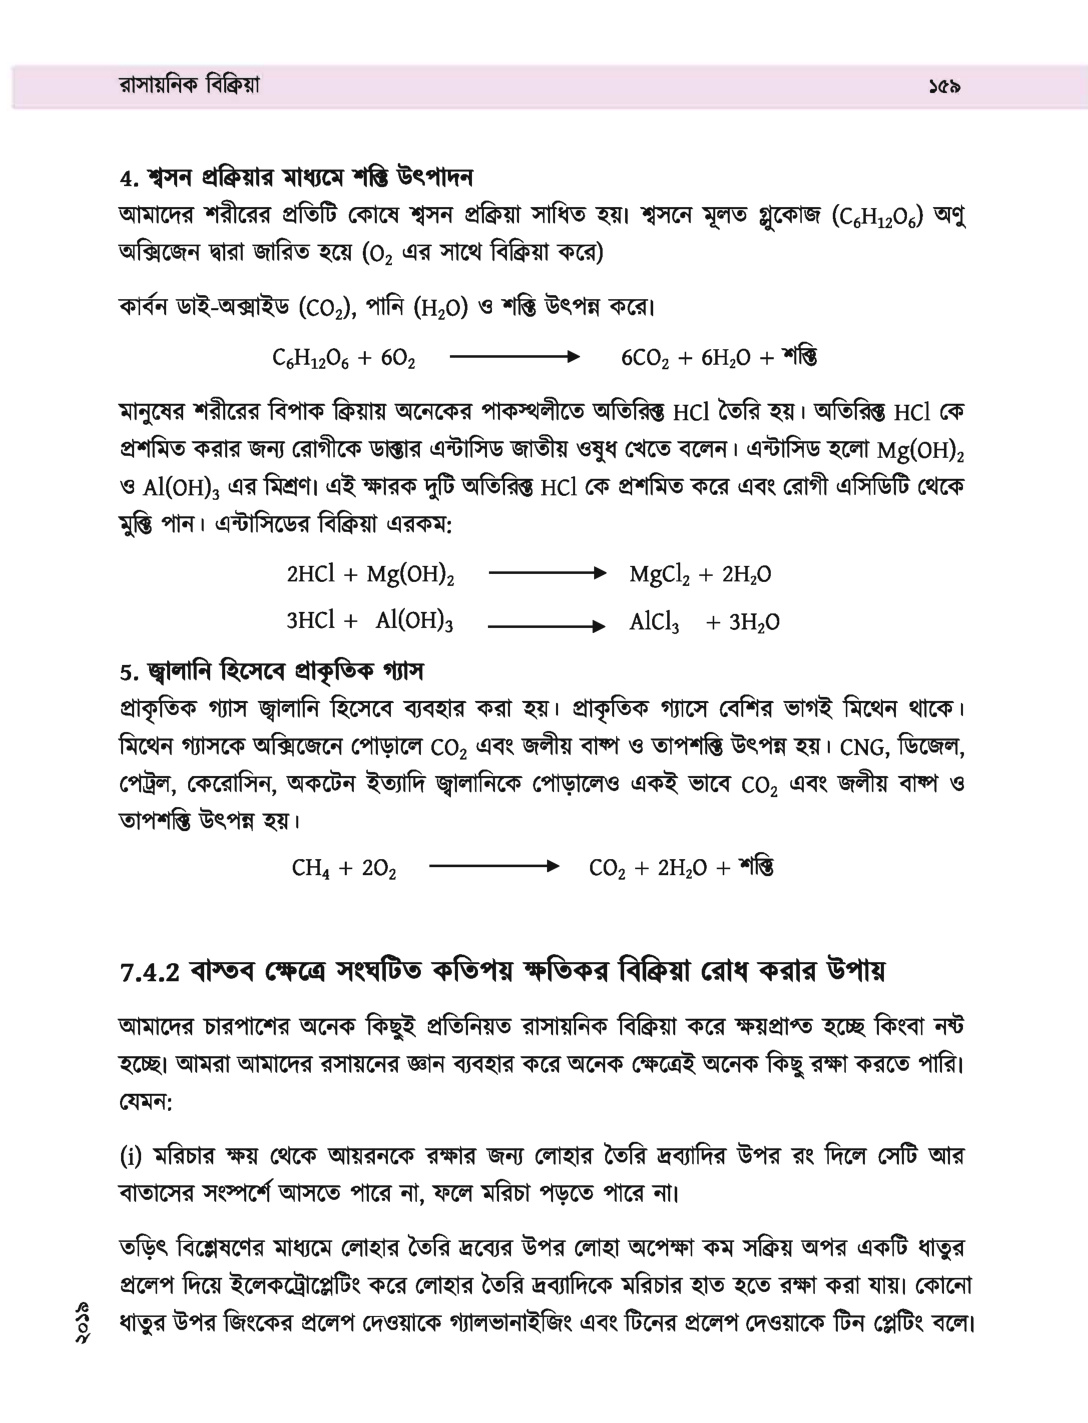 রাসায়নিক বিক্রিয়া ১৫৯
4. শ্বসন প্রক্রিয়ার মাধ্যমে শক্তি উৎপাদন
আমাদের শরীরের প্রতিটি কোষে শ্বসন প্রক্রিয়া সাধিত হয়। শ্বসনে মূলত গ্লুকোজ (C₆H₁₂O₆) অণু
অক্সিজেন দ্বারা জারিত হয়ে (O₂ এর সাথে বিক্রিয়া করে)
কার্বন ডাই-অক্সাইড (CO₂), পানি (H₂O) ও শক্তি উৎপন্ন করে।
C₆H₁₂O₆ + 6O₂ ⟶ 6CO₂ + 6H₂O + শক্তি
মানুষের শরীরের বিপাক ক্রিয়ায় অনেকের পাকস্থলীতে অতিরিক্ত HCl তৈরি হয়। অতিরিক্ত HCl কে
প্রশমিত করার জন্য রোগীকে ডাক্তার এন্টাসিড জাতীয় ওষুধ খেতে বলেন। এন্টাসিড হলো Mg(OH)₂
ও Al(OH)₃ এর মিশ্রণ। এই ক্ষারক দুটি অতিরিক্ত HCl কে প্রশমিত করে এবং রোগী এসিডিটি থেকে
মুক্তি পান। এন্টাসিডের বিক্রিয়া এরকম:
2HCl + Mg(OH)₂ ⟶ MgCl₂ + 2H₂O
3HCl + Al(OH)₃ ⟶ AlCl₃ + 3H₂O
5. জ্বালানি হিসেবে প্রাকৃতিক গ্যাস
প্রাকৃতিক গ্যাস জ্বালানি হিসেবে ব্যবহার করা হয়। প্রাকৃতিক গ্যাসে বেশির ভাগই মিথেন থাকে।
মিথেন গ্যাসকে অক্সিজেনে পোড়ালে CO₂ এবং জলীয় বাষ্প ও তাপশক্তি উৎপন্ন হয়। CNG, ডিজেল,
পেট্রল, কেরোসিন, অকটেন ইত্যাদি জ্বালানিকে পোড়ালেও একই ভাবে CO₂ এবং জলীয় বাষ্প ও
তাপশক্তি উৎপন্ন হয়।
CH₄ + 2O₂ ⟶ CO₂ + 2H₂O + শক্তি
7.4.2 বাস্তব ক্ষেত্রে সংঘটিত কতিপয় ক্ষতিকর বিক্রিয়া রোধ করার উপায়
আমাদের চারপাশের অনেক কিছুই প্রতিনিয়ত রাসায়নিক বিক্রিয়া করে ক্ষয়প্রাপ্ত হচ্ছে কিংবা নষ্ট
হচ্ছে। আমরা আমাদের রসায়নের জ্ঞান ব্যবহার করে অনেক ক্ষেত্রেই অনেক কিছু রক্ষা করতে পারি।
যেমন:
(i) মরিচার ক্ষয় থেকে আয়রনকে রক্ষার জন্য লোহার তৈরি দ্রব্যাদির উপর রং দিলে সেটি আর
বাতাসের সংস্পর্শে আসতে পারে না, ফলে মরিচা পড়তে পারে না।
তড়িৎ বিশ্লেষণের মাধ্যমে লোহার তৈরি দ্রব্যের উপর লোহা অপেক্ষা কম সক্রিয় অপর একটি ধাতুর
প্রলেপ দিয়ে ইলেকট্রোপ্লেটিং করে লোহার তৈরি দ্রব্যাদিকে মরিচার হাত হতে রক্ষা করা যায়। কোনো
ধাতুর উপর জিংকের প্রলেপ দেওয়াকে গ্যালভানাইজিং এবং টিনের প্রলেপ দেওয়াকে টিন প্লেটিং বলে।
২০১৯